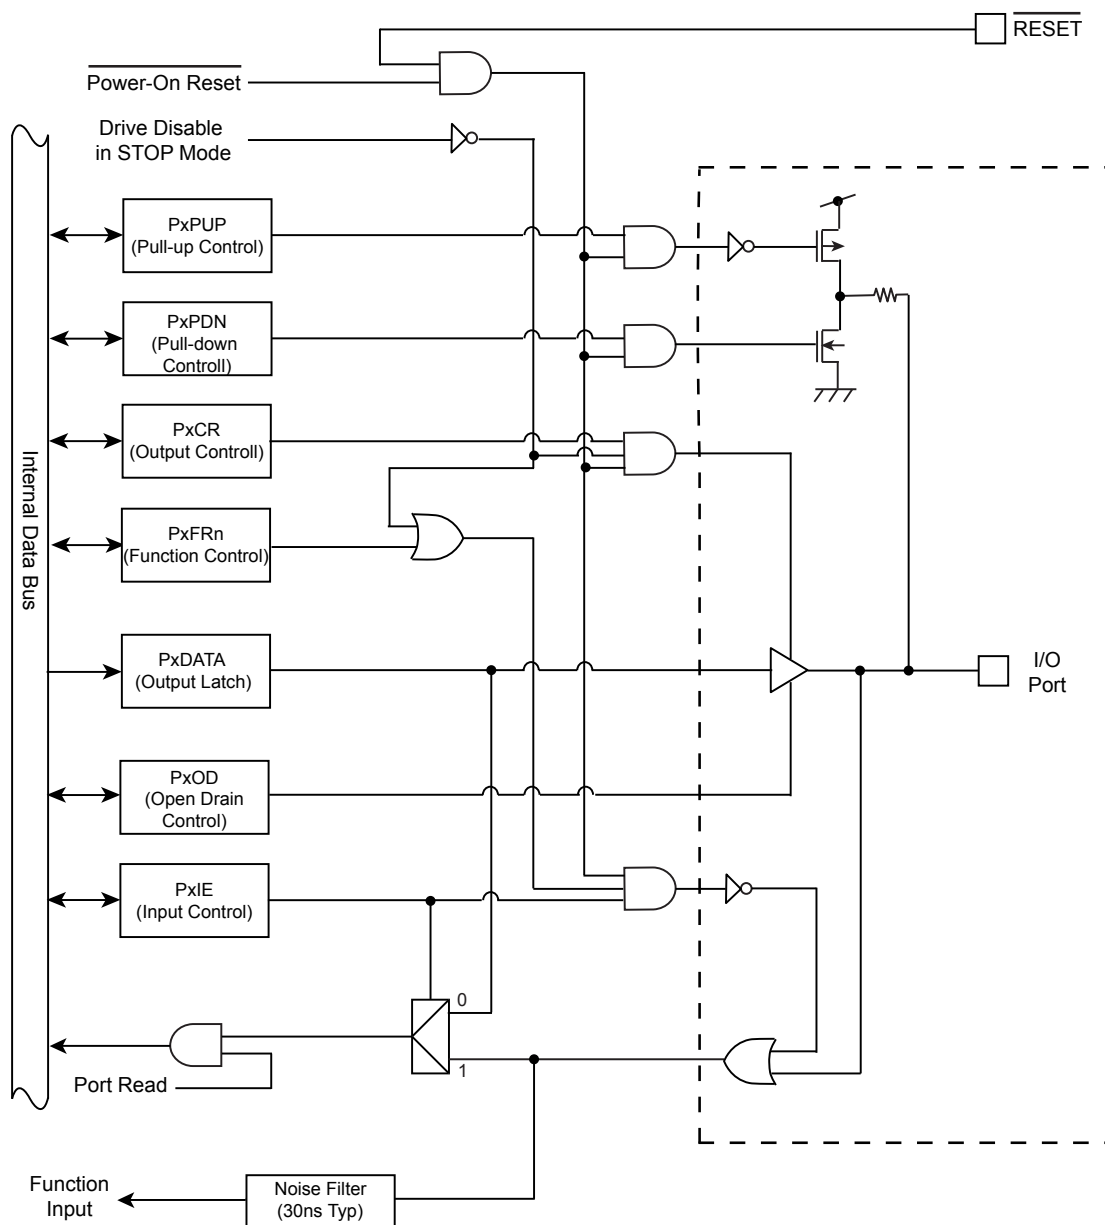 RESET
Power-On Reset
Drive Disable
in STOP Mode
PxPUP
(Pull-up Control)
PxPDN
(Pull-down
Controll)
PxCR
(Output Controll)
Internal Data Bus
PxFRn
(Function Control)
PxDATA
(Output Latch)
I/O
Port
PxOD
(Open Drain
Control)
PxIE
(Input Control)
0
1
Port Read
Function
Input
Noise Filter
(30ns Typ)